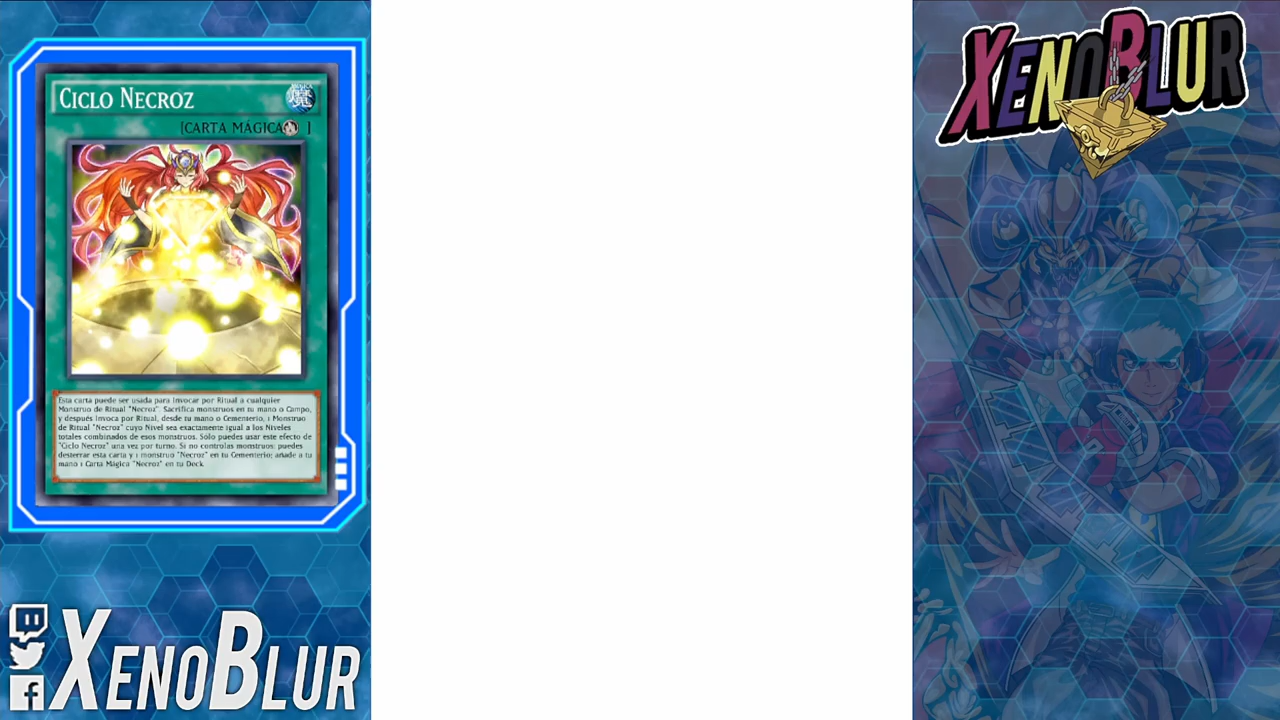 CICLO NECROZ
[CARTA MÁGICA ]
Esta carta puede ser usada para Invocar por Ritual a cualquier
Monstruo de Ritual "Necroz". Sacrifica monstruos en tu mano o Campo,
y después Invoca por Ritual, desde tu mano o Cementerio, 1 Monstruo
de Ritual "Necroz" cuyo Nivel sea exactamente igual a los Niveles
totales combinados de esos monstruos. Sólo puedes usar este efecto de
"Ciclo Necroz" una vez por turno. Si no controlas monstruos: puedes
desterrar esta carta y 1 monstruo "Necroz" en tu Cementerio; añade a tu
mano 1 Carta Mágica "Necroz" en tu Deck.
XENOBLUR
XENOBLUR